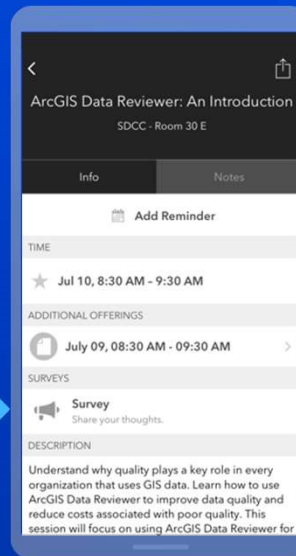 ArcGIS Data Reviewer: An Introduction
SDCC - Room 30 E
Info
Notes
Add Reminder
TIME
Jul 10, 8:30 AM - 9:30 AM
ADDITIONAL OFFERINGS
July 09, 08:30 AM - 09:30 AM
SURVEYS
Survey
Share your thoughts.
DESCRIPTION
Understand why quality plays a key role in every
organization that uses GIS data. Learn how to use
ArcGIS Data Reviewer to improve data quality and
reduce costs associated with poor quality. This
session will focus on using ArcGIS Data Reviewer for